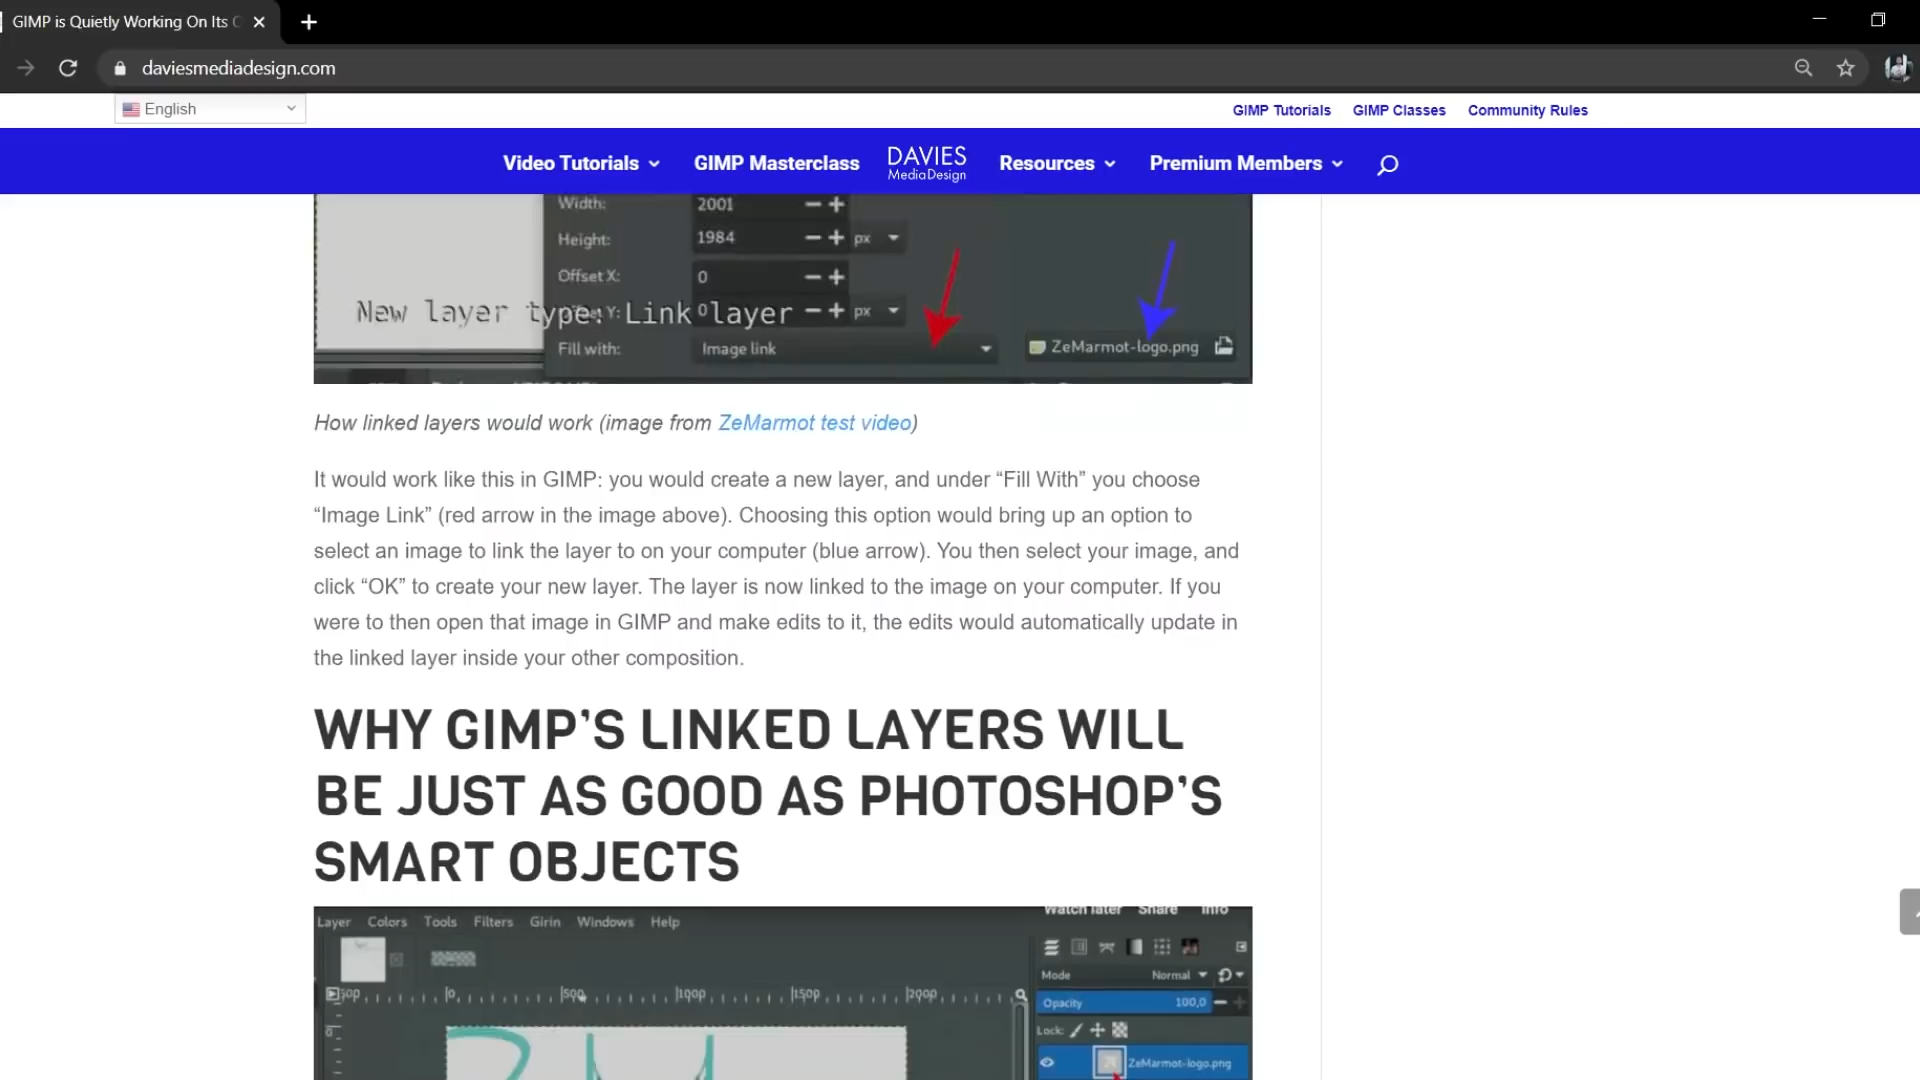 GIMP is Quietly Working On Its
daviesmediadesign.com
English
GIMP Tutorials GIMP Classes Community Rules
Video Tutorials GIMP Masterclass DAVIES MediaDesign Resources Premium Members
Width: 2001
Height: 1984 px
Offset X: 0
Y: 0 px
New layer type: Link layer
Fill with: Image link ZeMarmot-logo.png
How linked layers would work (image from ZeMarmot test video)
It would work like this in GIMP: you would create a new layer, and under “Fill With” you choose
“Image Link” (red arrow in the image above). Choosing this option would bring up an option to
select an image to link the layer to on your computer (blue arrow). You then select your image, and
click “OK” to create your new layer. The layer is now linked to the image on your computer. If you
were to then open that image in GIMP and make edits to it, the edits would automatically update in
the linked layer inside your other composition.
WHY GIMP’S LINKED LAYERS WILL
BE JUST AS GOOD AS PHOTOSHOP’S
SMART OBJECTS
Watch later Share Info
Layer Colors Tools Filters Girin Windows Help
Mode Normal
0 500 1000 1500 2000
Opacity 100,0
Lock:
ZeMarmot-logo.png